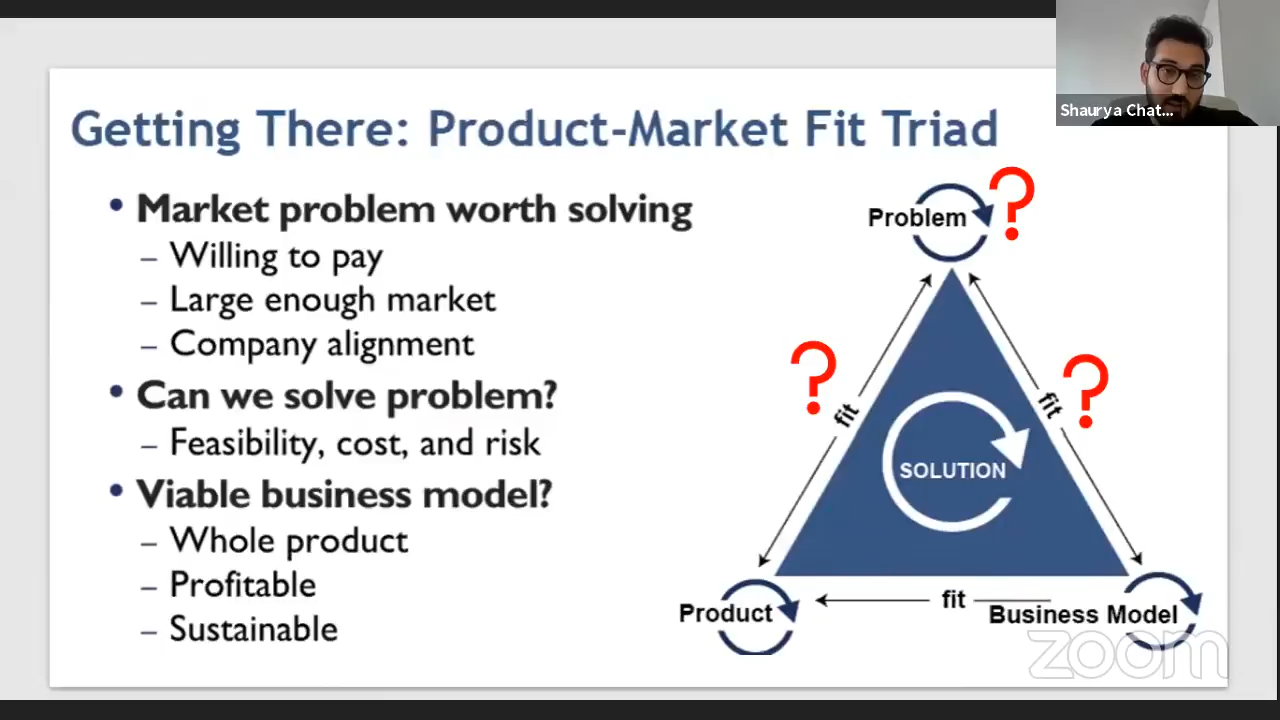 Shaurya Chat...
Getting There: Product-Market Fit Triad
• Market problem worth solving
– Willing to pay
– Large enough market
– Company alignment
• Can we solve problem?
– Feasibility, cost, and risk
• Viable business model?
– Whole product
– Profitable
– Sustainable
Problem
?
?
fit
fit
?
SOLUTION
Product
fit
Business Model
zoom